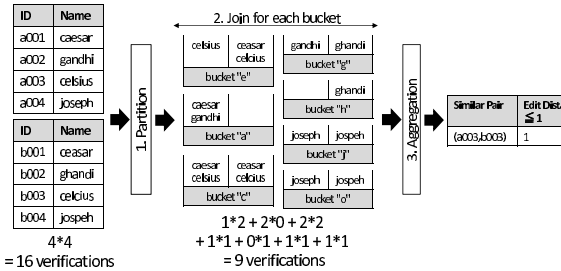 ID Name
a001 caesar
a002 gandhi
a003 celsius
a004 joseph
ID Name
b001 ceasar
b002 ghandi
b003 celcius
b004 jospeh
4*4
= 16 verifications
1. Partition
2. Join for each bucket
celsius ceasar
celcius
bucket "e"
caesar
gandhi
bucket "a"
caesar ceasar
celsius celcius
bucket "c"
gandhi ghandi
bucket "g"
ghandi
bucket "h"
joseph jospeh
bucket "j"
joseph jospeh
bucket "o"
1*2 + 2*0 + 2*2
+ 1*1 + 0*1 + 1*1 + 1*1
= 9 verifications
3. Aggregation
Similar Pair Edit Dist.
≦ 1
(a003,b003) 1